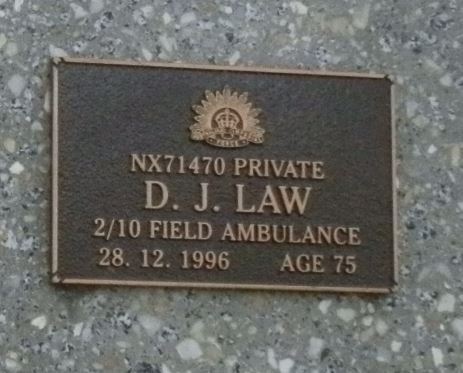 NX71470 PRIVATE
D. J. LAW
2/10 FIELD AMBULANCE
28. 12. 1996 AGE 75